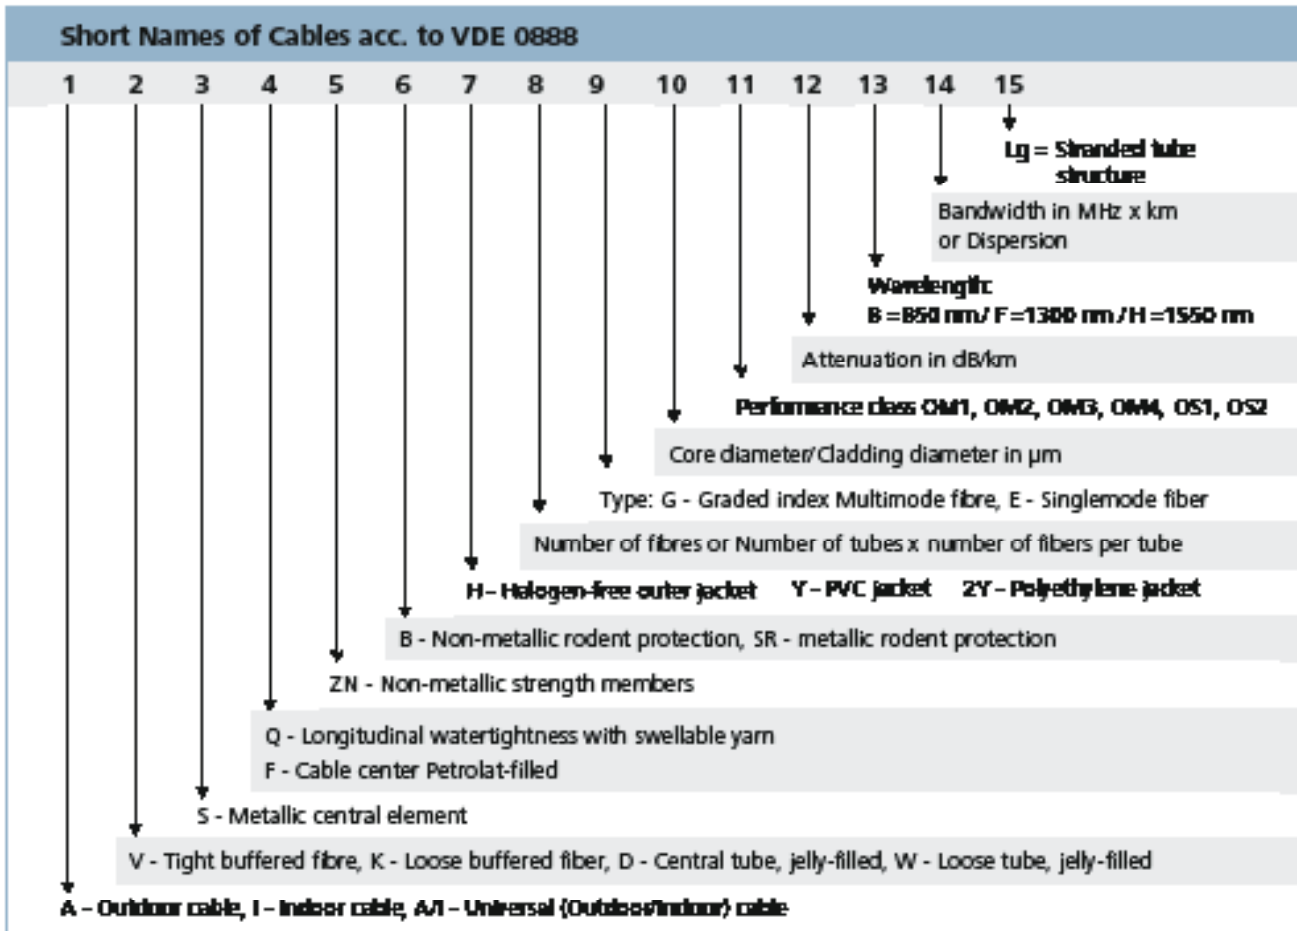 Short Names of Cables acc. to VDE 0888
1 2 3 4 5 6 7 8 9 10 11 12 13 14 15
Lg = Stranded tube
structure
Bandwidth in MHz x km
or Dispersion
Wavelength:
B =850 nm / F =1300 nm / H =1550 nm
Attenuation in dB/km
Performance class OM1, OM2, OM3, OM4, OS1, OS2
Core diameter/Cladding diameter in µm
Type: G - Graded index Multimode fibre, E - Singlemode fiber
Number of fibres or Number of tubes x number of fibers per tube
H - Halogen-free outer jacket Y - PVC jacket 2Y - Polyethylene jacket
B - Non-metallic rodent protection, SR - metallic rodent protection
ZN - Non-metallic strength members
Q - Longitudinal watertightness with swellable yarn
F - Cable center Petrolat-filled
S - Metallic central element
V - Tight buffered fibre, K - Loose buffered fiber, D - Central tube, jelly-filled, W - Loose tube, jelly-filled
A - Outdoor cable, I - Indoor cable, A/I - Universal (Outdoor/Indoor) cable